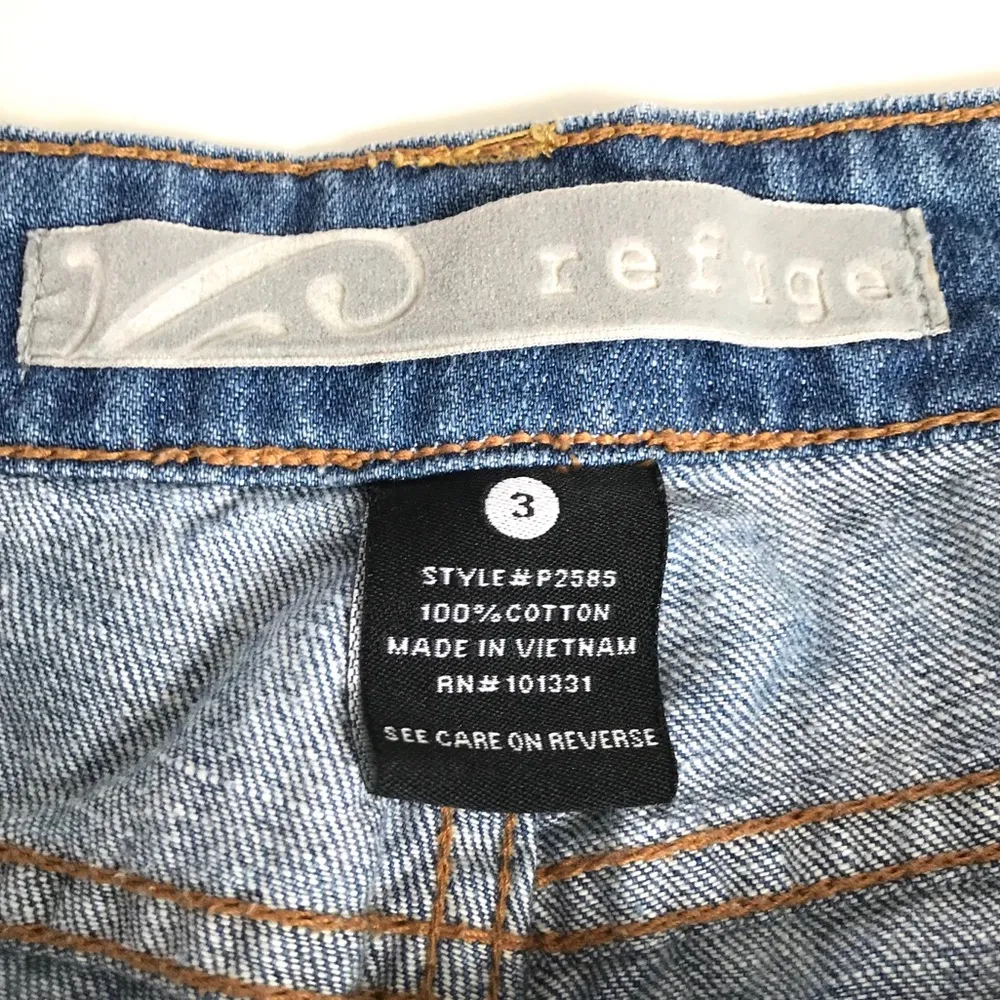 refuge
3
STYLE#P2585
100%COTTON
MADE IN VIETNAM
RN#101331
SEE CARE ON REVERSE